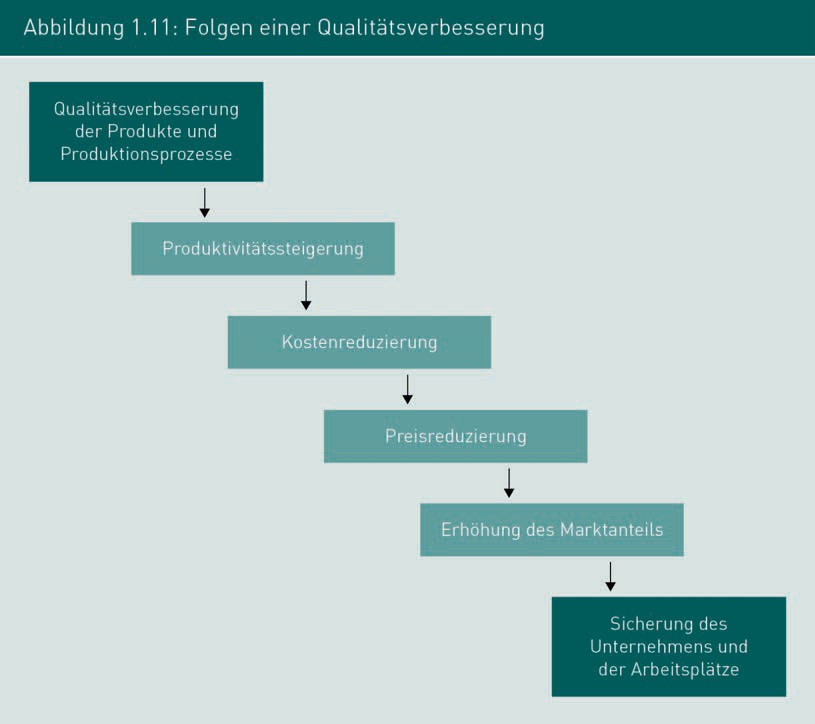 Abbildung 1.11: Folgen einer Qualitätsverbesserung
Qualitätsverbesserung
der Produkte und
Produktionsprozesse
Produktivitätssteigerung
Kostenreduzierung
Preisreduzierung
Erhöhung des Marktanteils
Sicherung des
Unternehmens und
der Arbeitsplätze